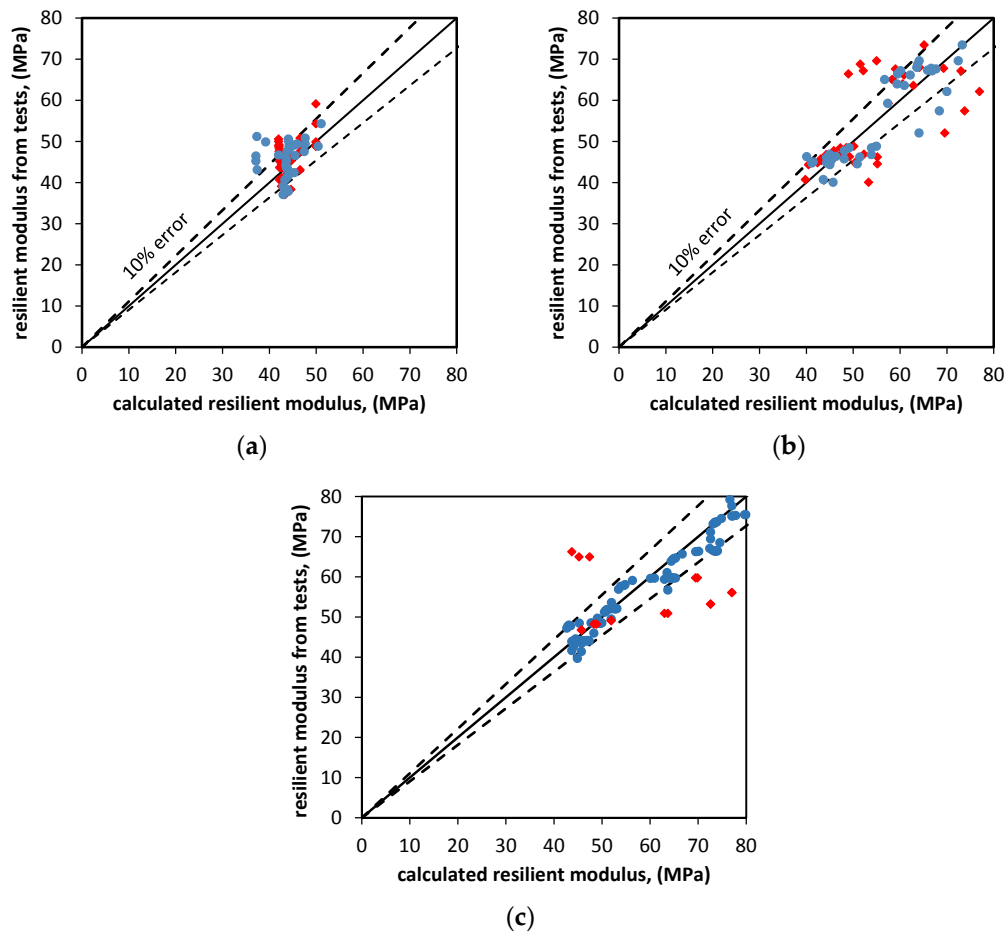 80
70
60
50
40
30
20
10
0
resilient modulus from tests, (MPa)
10% error
0 10 20 30 40 50 60 70 80
calculated resilient modulus, (MPa)
(a)
80
70
60
50
40
30
20
10
0
resilient modulus from tests, (MPa)
10% error
0 10 20 30 40 50 60 70 80
calculated resilient modulus, (MPa)
(b)
80
70
60
50
40
30
20
10
0
resilient modulus from tests, (MPa)
0 10 20 30 40 50 60 70 80
calculated resilient modulus, (MPa)
(c)